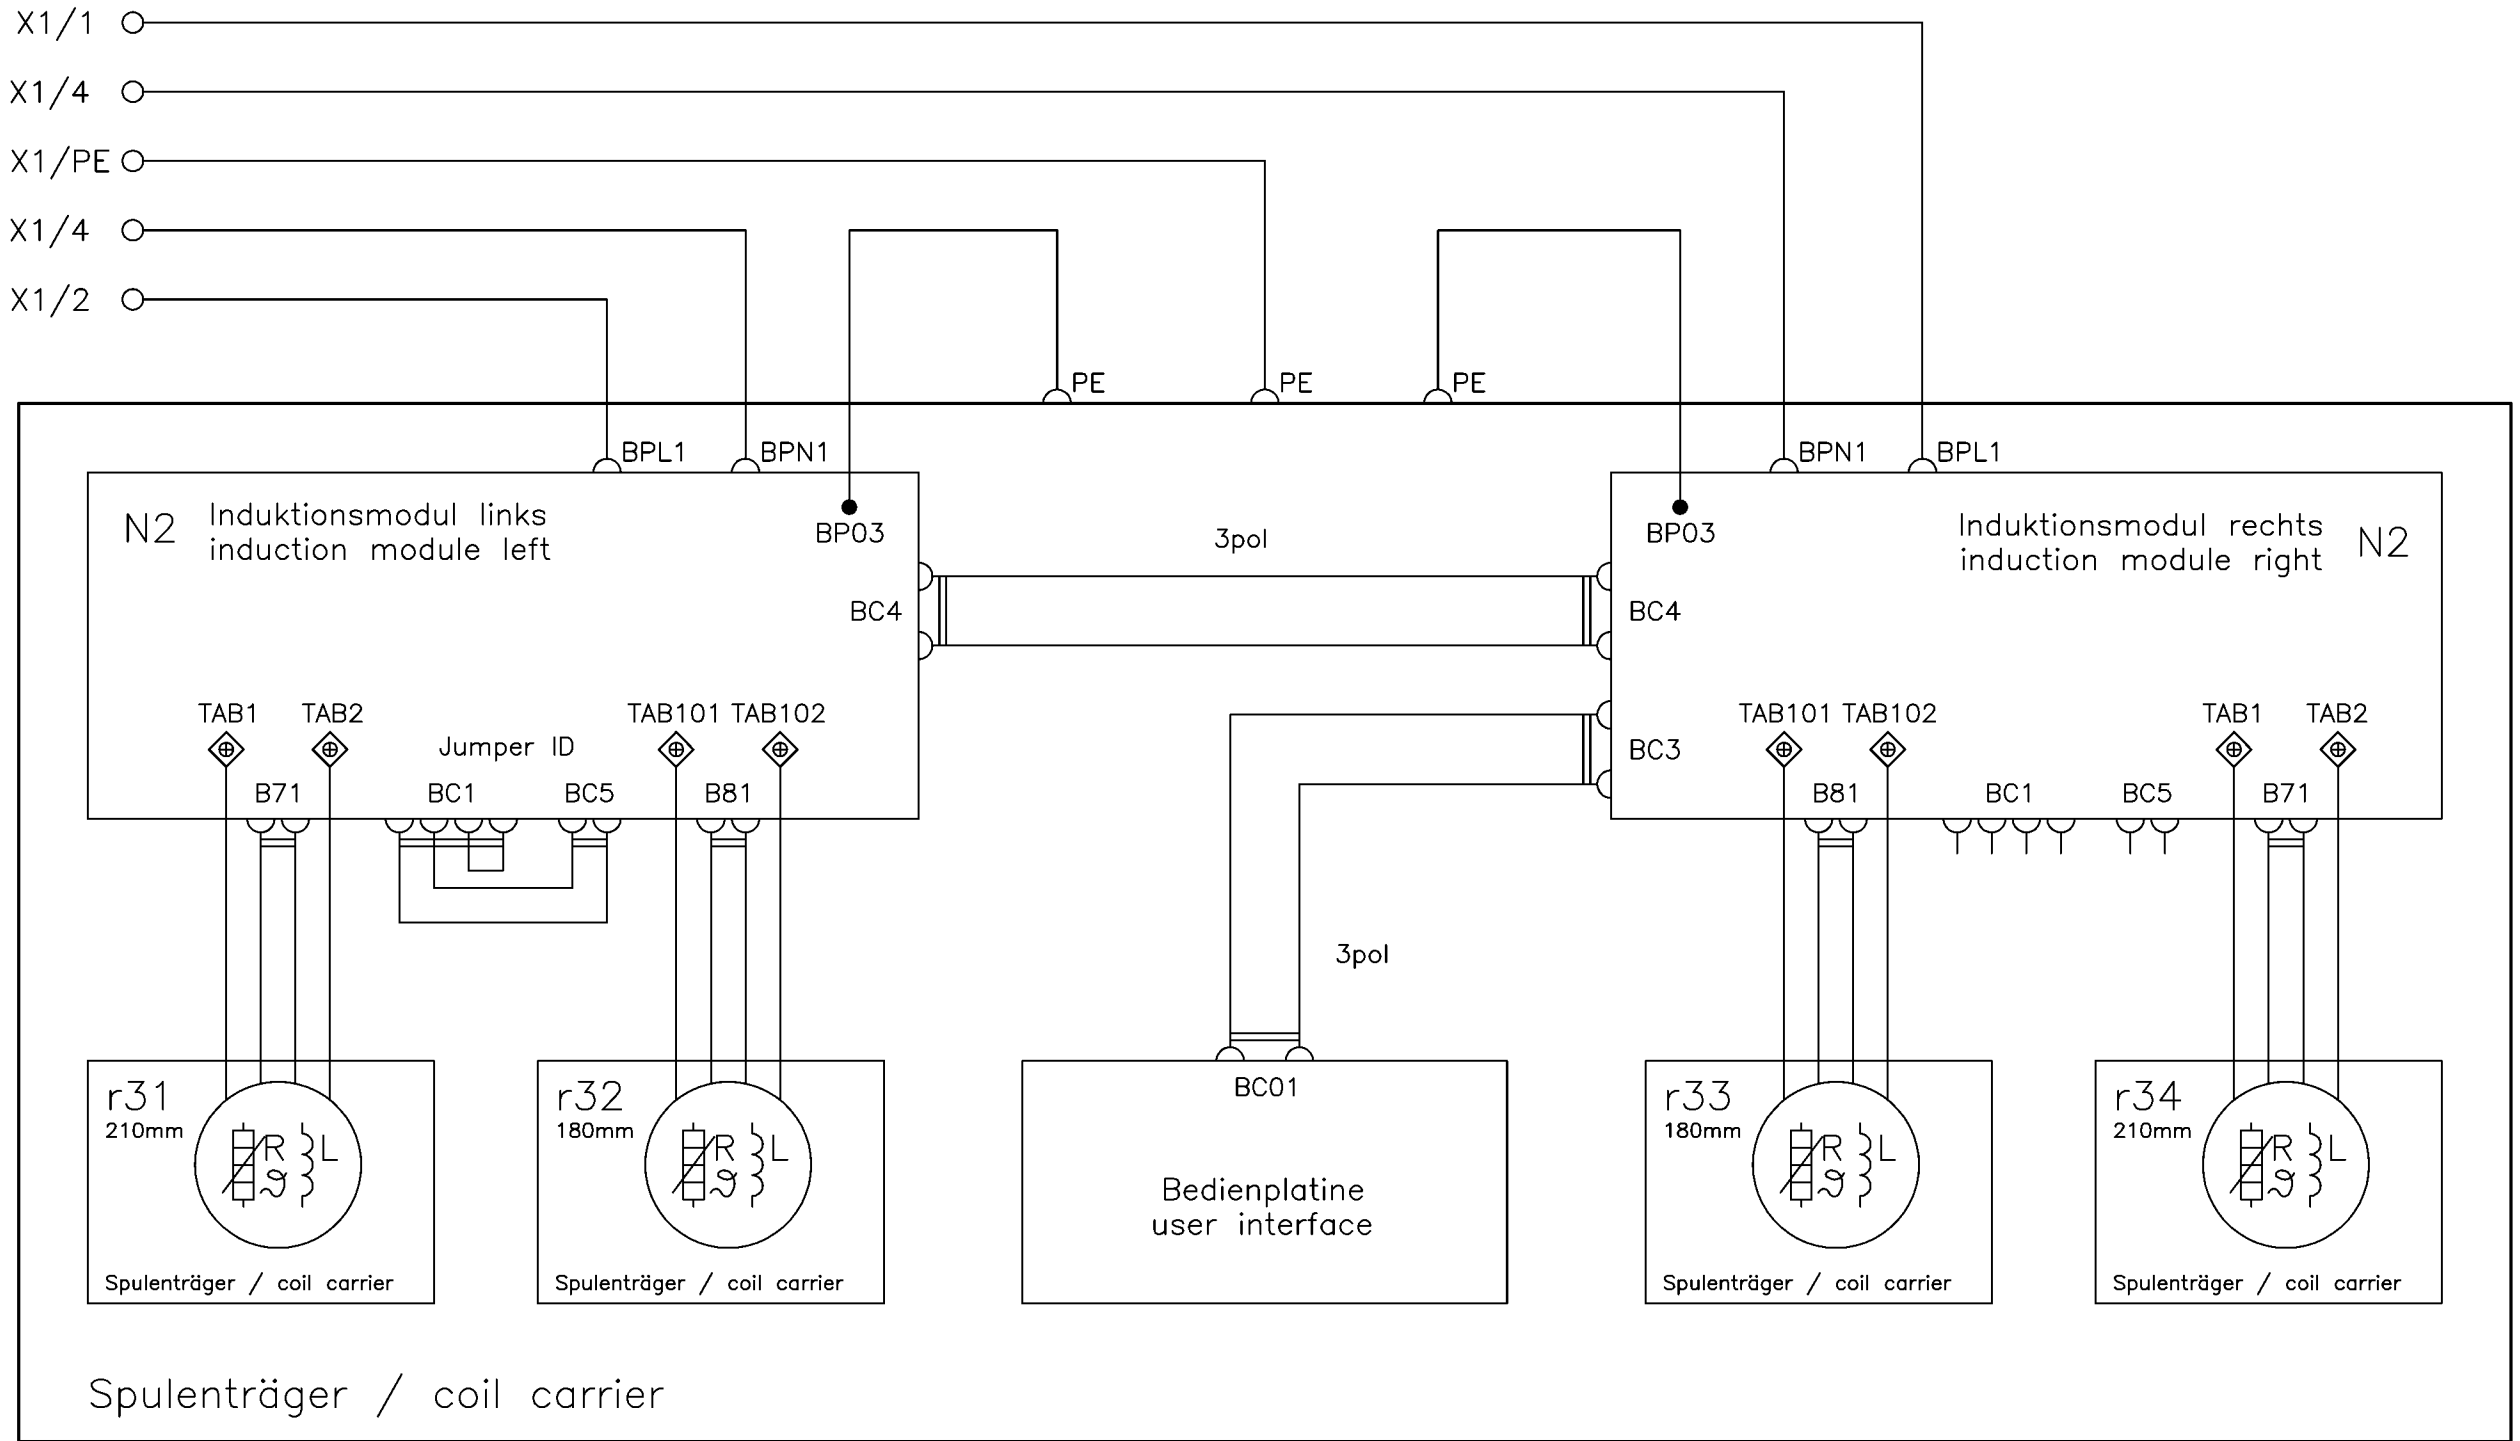 X1/1
X1/4
X1/PE
X1/4
X1/2
PE
PE
PE
BPL1
BPN1
BPN1
BPL1
N2
Induktionsmodul links
induction module left
BP03
BC4
3pol
BP03
BC4
BC3
Induktionsmodul rechts
induction module right
N2
TAB1
TAB2
Jumper ID
TAB101
TAB102
B71
BC1
BC5
B81
TAB101
TAB102
TAB1
TAB2
B81
BC1
BC5
B71
3pol
r31
210mm
R
ϑ
L
Spulenträger / coil carrier
r32
180mm
R
ϑ
L
Spulenträger / coil carrier
BC01
Bedienplatine
user interface
r33
180mm
R
ϑ
L
Spulenträger / coil carrier
r34
210mm
R
ϑ
L
Spulenträger / coil carrier
Spulenträger / coil carrier